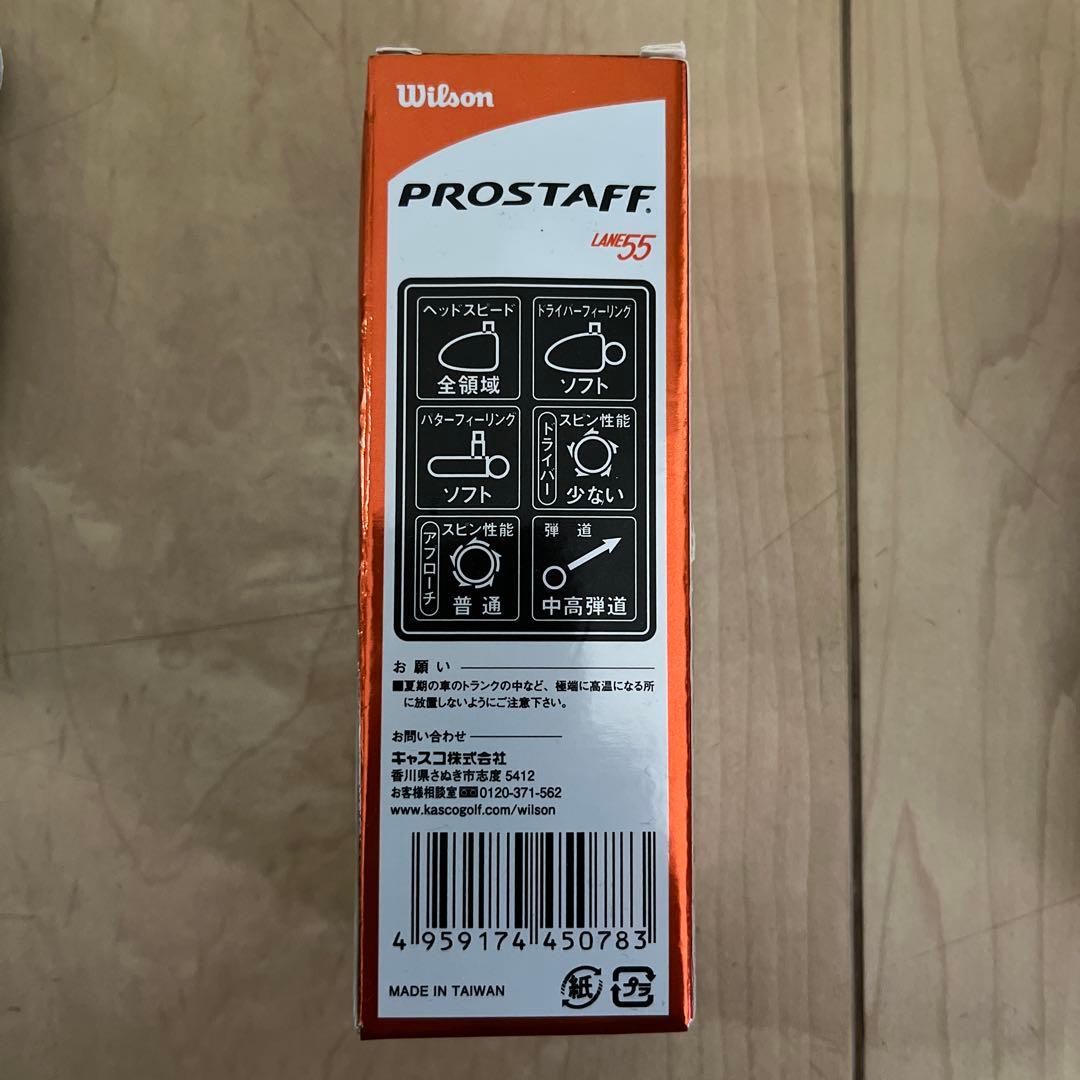 Wilson
PROSTAFF.
LANE55
ヘッドスピード
全領域
ドライバーフィーリング
ソフト
パターフィーリング
ソフト
ドライバー
スピン性能
少ない
アプローチ
スピン性能
普通
弾道
中高弾道
お願い
■夏期の車のトランクの中など、極端に高温になる所
に放置しないようにご注意下さい。
お問い合わせ
キャスコ株式会社
香川県さぬき市志度 5412
お客様相談室 0120-371-562
www.kascogolf.com/wilson
4 959174 450783
MADE IN TAIWAN
紙
プラ